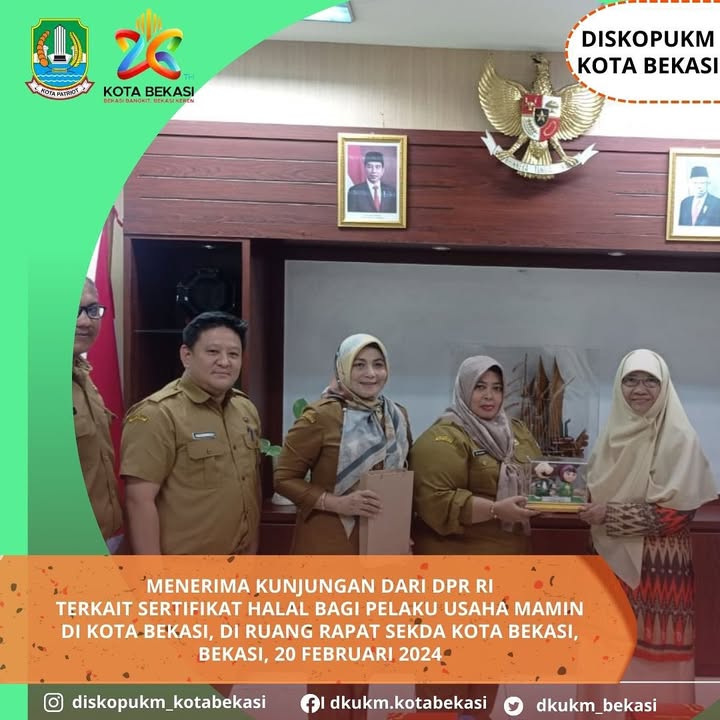 KOTA PATRIOT
26 TH
KOTA BEKASI
BEKASI BANGKIT, BEKASI KEREN
DISKOPUKM
KOTA BEKASI
MENERIMA KUNJUNGAN DARI DPR RI
TERKAIT SERTIFIKAT HALAL BAGI PELAKU USAHA MAMIN
DI KOTA BEKASI, DI RUANG RAPAT SEKDA KOTA BEKASI,
BEKASI, 20 FEBRUARI 2024
diskopukm_kotabekasi
dkukm.kotabekasi
dkukm_bekasi